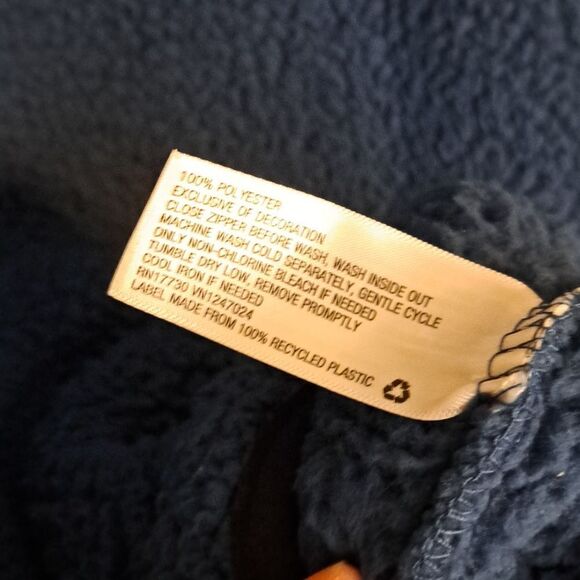 100% POLYESTER
EXCLUSIVE OF DECORATION
CLOSE ZIPPER BEFORE WASH, WASH INSIDE OUT
MACHINE WASH COLD SEPARATELY, GENTLE CYCLE
ONLY NON-CHLORINE BLEACH IF NEEDED
TUMBLE DRY LOW, REMOVE PROMPTLY
COOL IRON IF NEEDED
RN17730 VN1247024
LABEL MADE FROM 100% RECYCLED PLASTIC